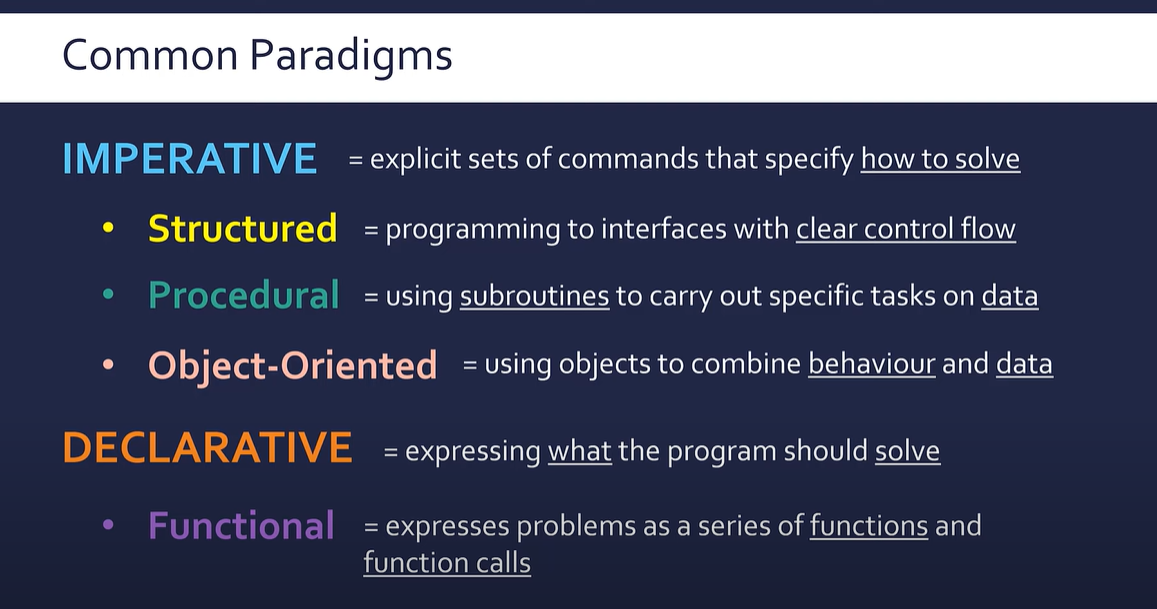 Common Paradigms
IMPERATIVE = explicit sets of commands that specify how to solve
• Structured = programming to interfaces with clear control flow
• Procedural = using subroutines to carry out specific tasks on data
• Object-Oriented = using objects to combine behaviour and data
DECLARATIVE = expressing what the program should solve
• Functional = expresses problems as a series of functions and
function calls